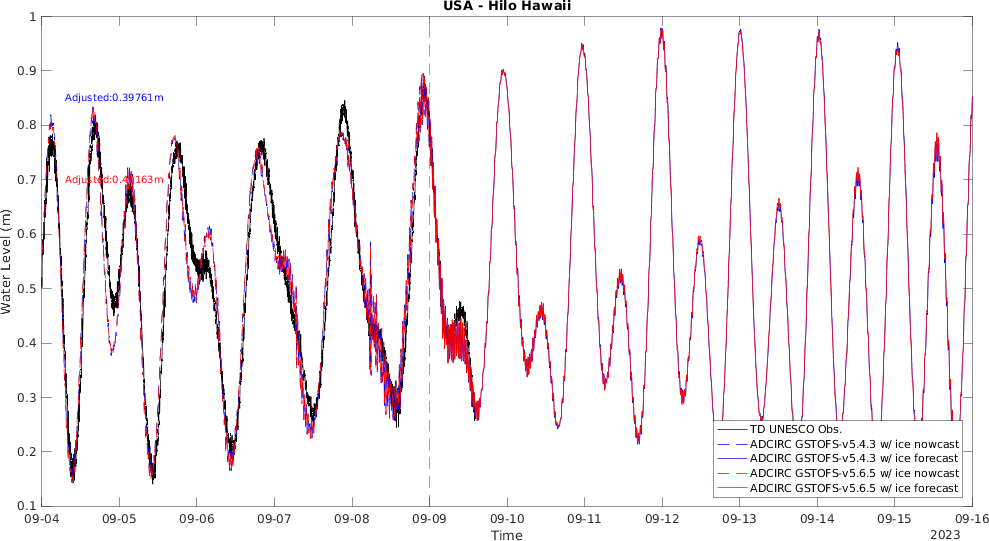 USA - Hilo Hawaii
1
0.9
0.8
0.7
0.6
0.5
0.4
0.3
0.2
0.1
Water Level (m)
Adjusted:0.39761m
TD UNESCO Obs.
ADCIRC GSTOFS-v5.4.3 w/ ice nowcast
ADCIRC GSTOFS-v5.4.3 w/ ice forecast
ADCIRC GSTOFS-v5.6.5 w/ ice nowcast
ADCIRC GSTOFS-v5.6.5 w/ ice forecast
09-04 09-05 09-06 09-07 09-08 09-09 09-10 09-11 09-12 09-13 09-14 09-15 09-16
Time
2023